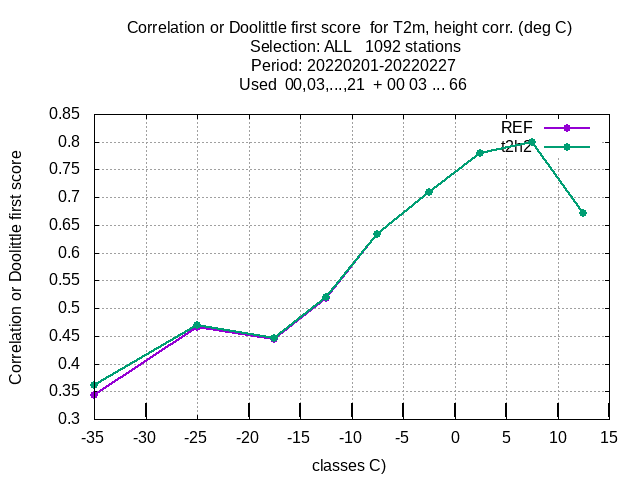 Correlation or Doolittle first score  for T2m, height corr. (deg C)
Selection: ALL   1092 stations
Period: 20220201-20220227
Used  00,03,...,21  + 00 03 ... 66
REF
t2h2
0.85
0.8
0.75
0.7
0.65
0.6
0.55
0.5
0.45
0.4
0.35
0.3
Correlation or Doolittle first score
-35 -30 -25 -20 -15 -10 -5 0 5 10 15
classes C)